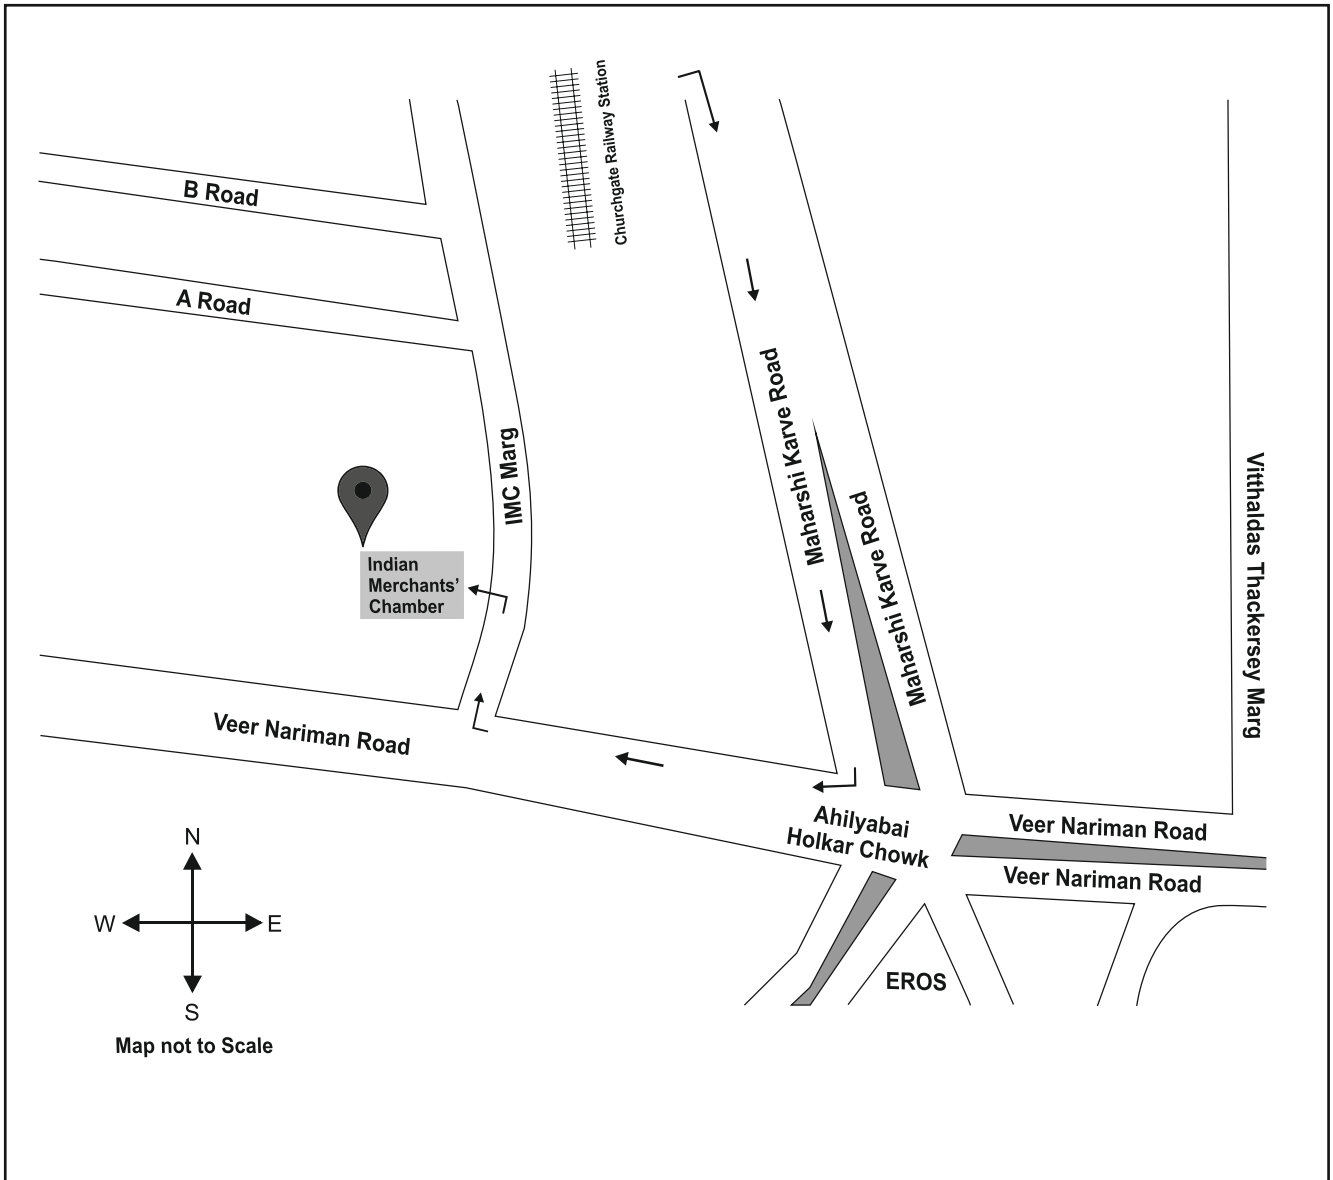 Churchgate Railway Station
B Road
A Road
Maharshi Karve Road
IMC Marg
Maharshi Karve Road
Vitthaldas Thackersey Marg
Indian
Merchants’
Chamber
Veer Nariman Road
Ahilyabai
Holkar Chowk
Veer Nariman Road
Veer Nariman Road
EROS
N
W
E
S
Map not to Scale